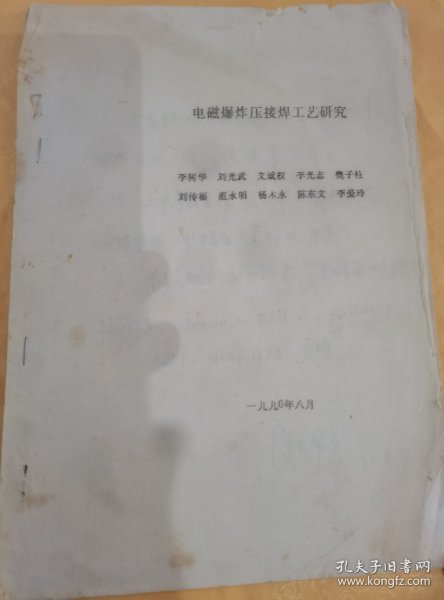 电磁爆炸压接焊工艺研究
李树华 刘光武 文斌权 李光志 樊子牡
刘传福 范永明 杨木永 陈东文 李爱玲
一九九0年八月
孔夫子旧书网
www.kongfz.com